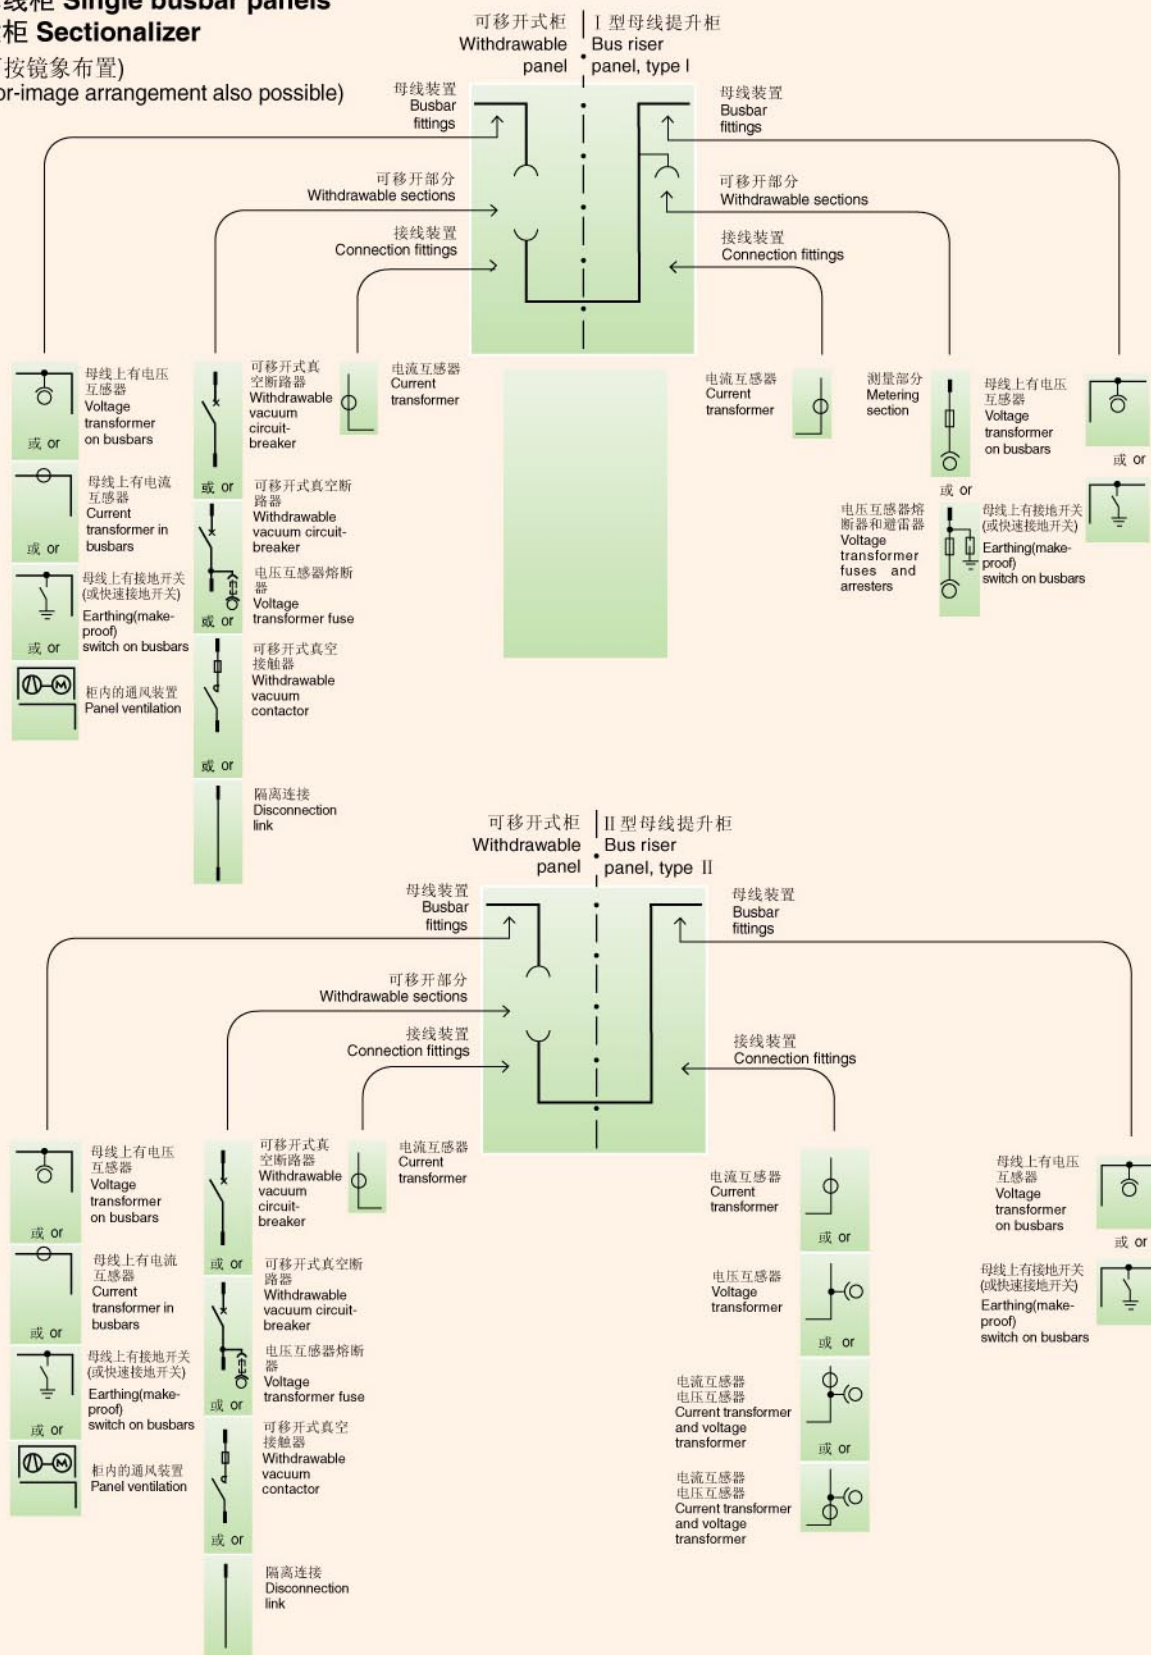 线柜 Single busbar panels
柜 Sectionalizer
按镜象布置)
or-image arrangement also possible)
可移开式柜
Withdrawable
panel
I 型母线提升柜
Bus riser
panel, type I
母线装置
Busbar
fittings
母线装置
Busbar
fittings
可移开部分
Withdrawable sections
可移开部分
Withdrawable sections
接线装置
Connection fittings
接线装置
Connection fittings
母线上有电压
互感器
Voltage
transformer
on busbars
或 or
母线上有电流
互感器
Current
transformer in
busbars
或 or
母线上有接地开关
(或快速接地开关)
Earthing(make-
proof)
switch on busbars
或 or
M
柜内的通风装置
Panel ventilation
可移开式真
空断路器
Withdrawable
vacuum
circuit-
breaker
或 or
可移开式真空断
路器
Withdrawable
vacuum circuit-
breaker
电压互感器熔断
器
Voltage
transformer fuse
或 or
可移开式真空
接触器
Withdrawable
vacuum
contactor
或 or
隔离连接
Disconnection
link
电流互感器
Current
transformer
电流互感器
Current
transformer
测量部分
Metering
section
或 or
电压互感器熔
断器和避雷器
Voltage
transformer
fuses and
arresters
母线上有电压
互感器
Voltage
transformer
on busbars
或 or
母线上有接地开关
(或快速接地开关)
Earthing(make-
proof)
switch on busbars
可移开式柜
Withdrawable
panel
II 型母线提升柜
Bus riser
panel, type II
母线装置
Busbar
fittings
母线装置
Busbar
fittings
可移开部分
Withdrawable sections
接线装置
Connection fittings
接线装置
Connection fittings
母线上有电压
互感器
Voltage
transformer
on busbars
或 or
母线上有电流
互感器
Current
transformer in
busbars
或 or
母线上有接地开关
(或快速接地开关)
Earthing(make-
proof)
switch on busbars
或 or
M
柜内的通风装置
Panel ventilation
可移开式真
空断路器
Withdrawable
vacuum
circuit-
breaker
或 or
可移开式真空断
路器
Withdrawable
vacuum circuit-
breaker
电压互感器熔断
器
Voltage
transformer fuse
或 or
可移开式真空
接触器
Withdrawable
vacuum
contactor
或 or
隔离连接
Disconnection
link
电流互感器
Current
transformer
电流互感器
Current
transformer
或 or
电压互感器
Voltage
transformer
或 or
电流互感器
电压互感器
Current transformer
and voltage
transformer
或 or
电流互感器
电压互感器
Current transformer
and voltage
transformer
母线上有电压
互感器
Voltage
transformer
on busbars
或 or
母线上有接地开关
(或快速接地开关)
Earthing(make-
proof)
switch on busbars